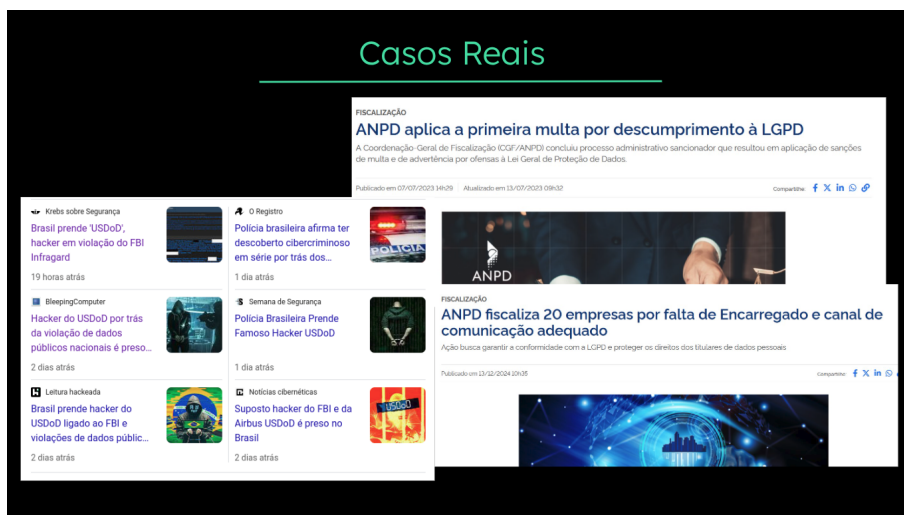 Casos Reais
FISCALIZAÇÃO
ANPD aplica a primeira multa por descumprimento à LGPD
A Coordenação-Geral de Fiscalização (CGF/ANPD) concluiu processo administrativo sancionador que resultou em aplicação de sanções
de multa e de advertência por ofensas à Lei Geral de Proteção de Dados.
Publicado em 07/07/2023 14h29 Atualizado em 13/07/2023 09h32
Compartilhe:
ANPD
Krebs sobre Segurança
Brasil prende 'USDoD',
hacker em violação do FBI
Infragard
19 horas atrás
O Registro
Polícia brasileira afirma ter
descoberto cibercriminoso
em série por trás dos...
1 dia atrás
POLÍCIA
BleepingComputer
Hacker do USDoD por trás
da violação de dados
públicos nacionais é preso...
2 dias atrás
Semana de Segurança
Polícia Brasileira Prende
Famoso Hacker USDoD
1 dia atrás
Leitura hackeada
Brasil prende hacker do
USDoD ligado ao FBI e
violações de dados públic...
2 dias atrás
Notícias cibernéticas
Suposto hacker do FBI e da
Airbus USDoD é preso no
Brasil
2 dias atrás
USDoD
FISCALIZAÇÃO
ANPD fiscaliza 20 empresas por falta de Encarregado e canal de
comunicação adequado
Ação busca garantir a conformidade com a LGPD e proteger os direitos dos titulares de dados pessoais
Publicado em 13/12/2024 10h35
Compartilhe: